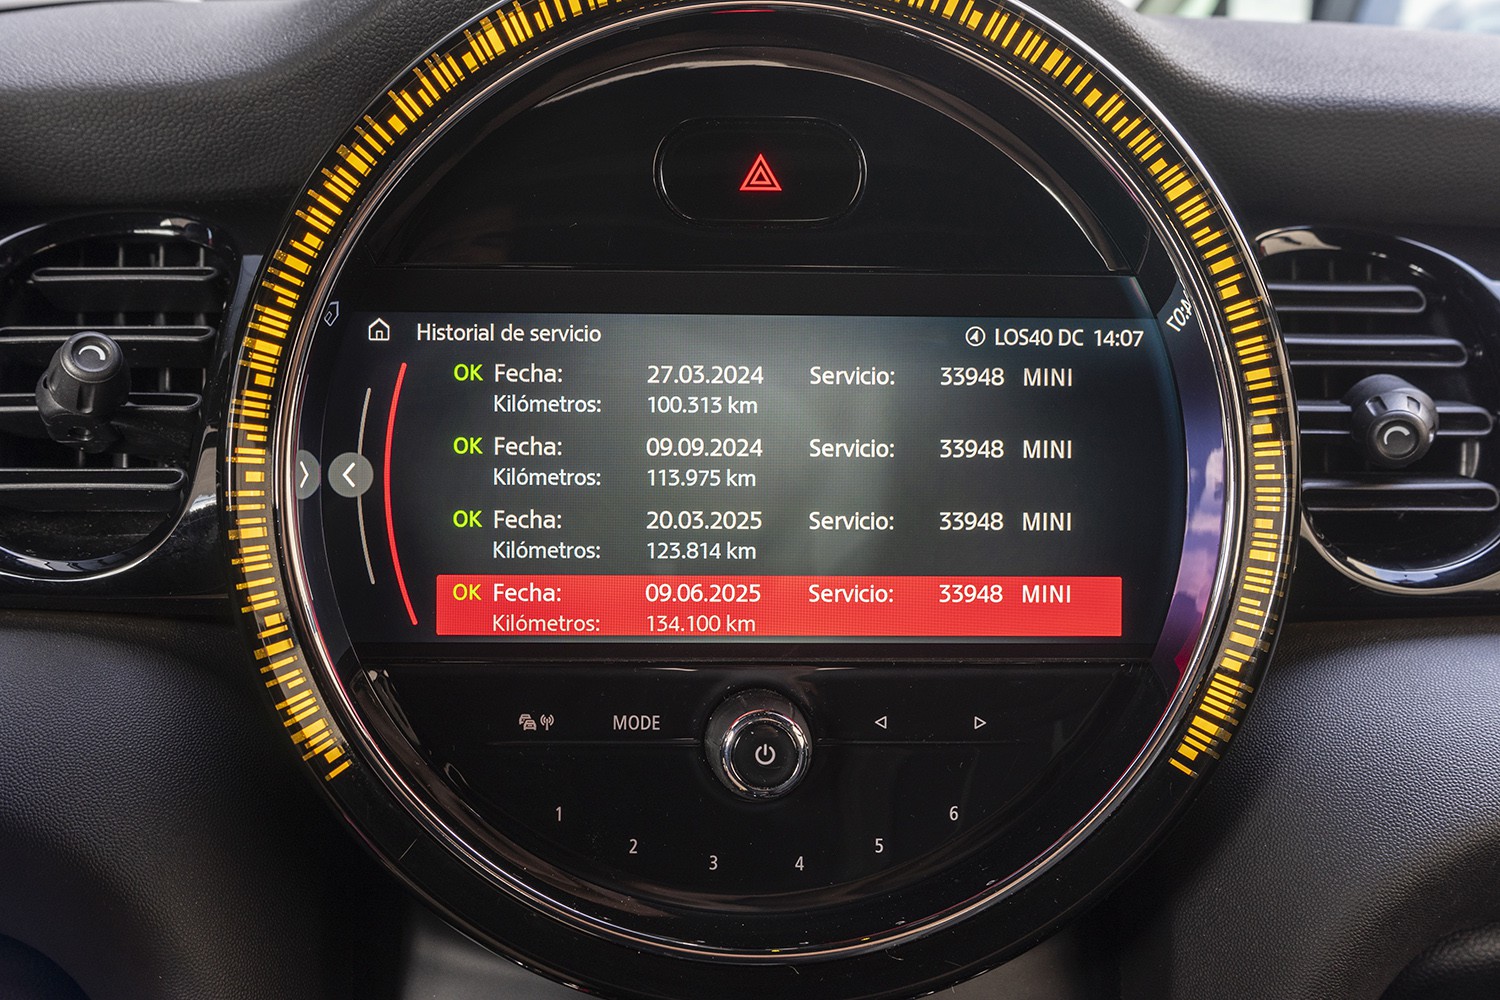 Historial de servicio LOS40 DC 14:07
OK Fecha: 27.03.2024 Servicio: 33948 MINI
Kilómetros: 100.313 km
OK Fecha: 09.09.2024 Servicio: 33948 MINI
Kilómetros: 113.975 km
OK Fecha: 20.03.2025 Servicio: 33948 MINI
Kilómetros: 123.814 km
OK Fecha: 09.06.2025 Servicio: 33948 MINI
Kilómetros: 134.100 km
MODE
1 2 3 4 5 6